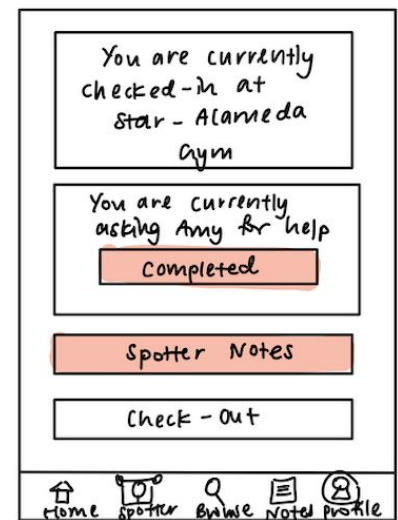 You are currently
checked-in at
Star - Alameda
Gym
You are currently
asking Amy for help
Completed
Spotter Notes
Check-Out
Home Spotter Browse Notes Profile